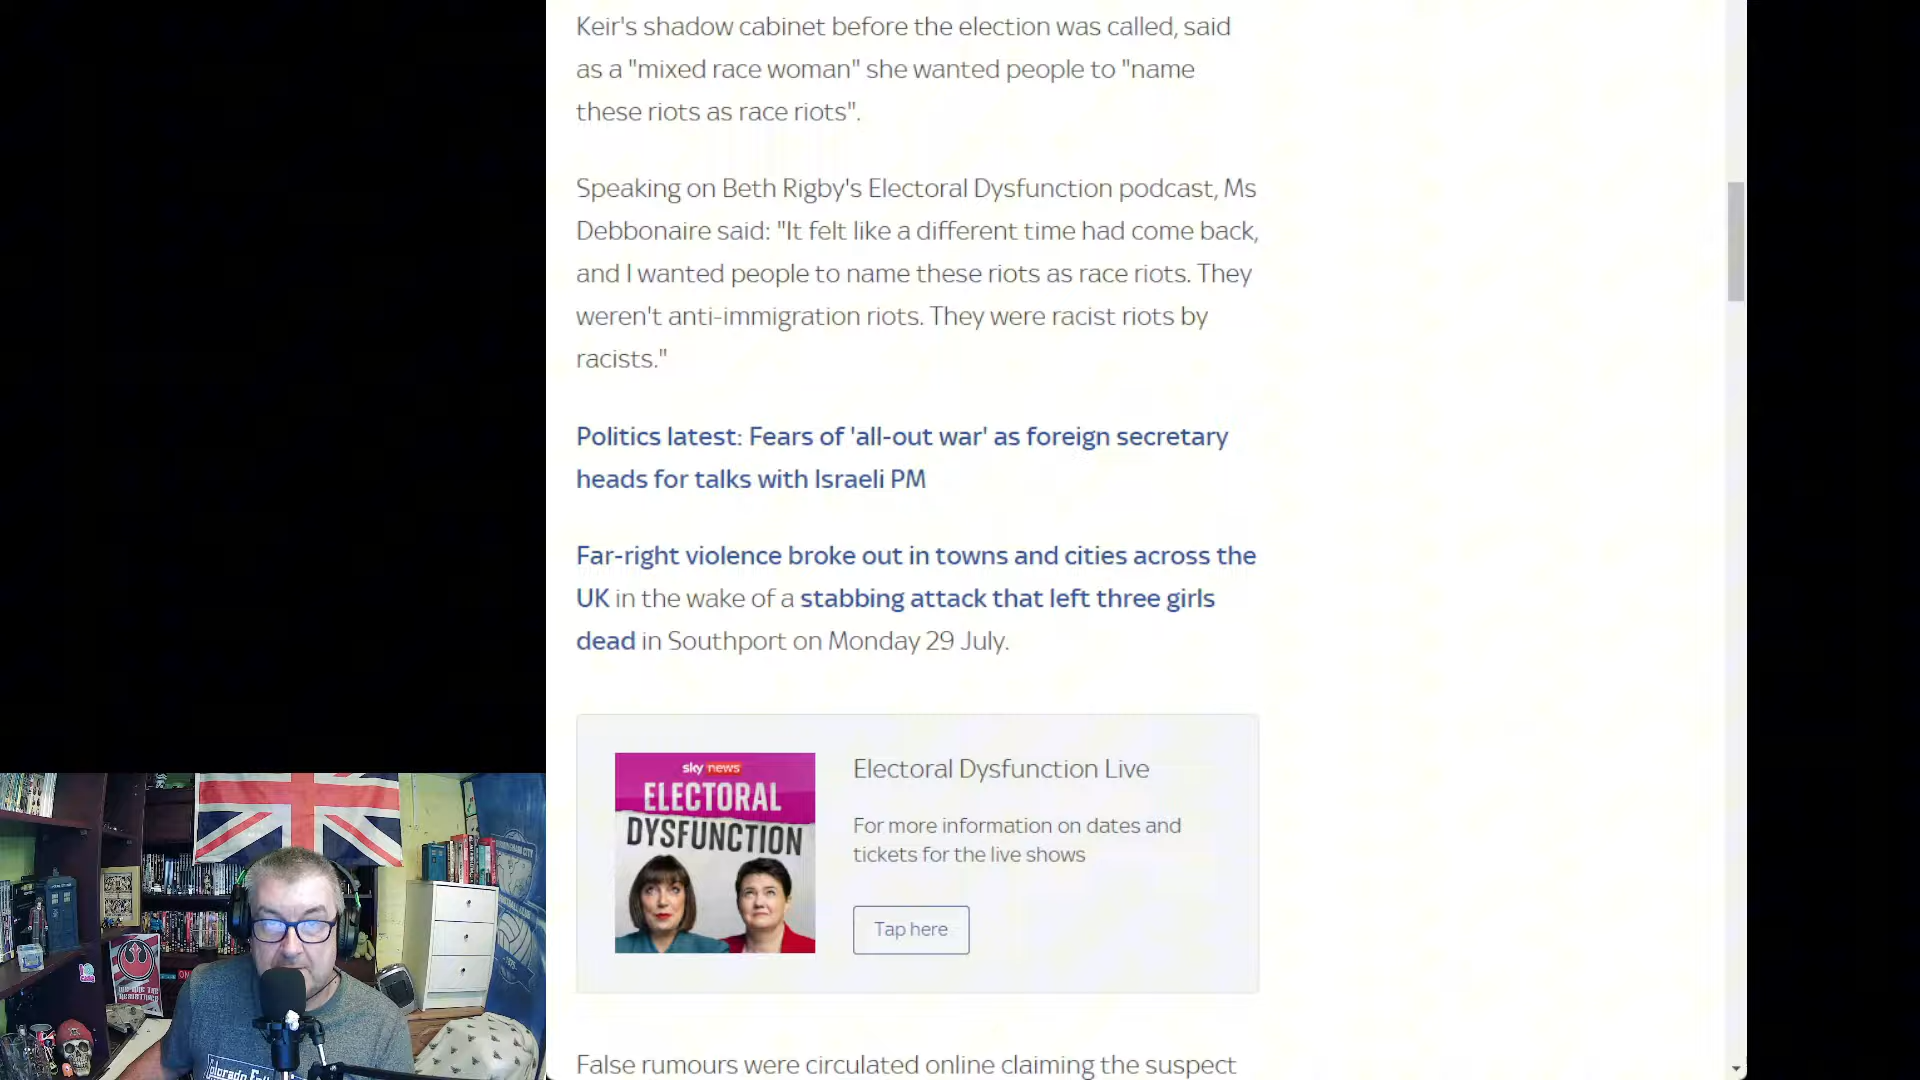 Keir's shadow cabinet before the election was called, said
as a "mixed race woman" she wanted people to "name
these riots as race riots".
Speaking on Beth Rigby's Electoral Dysfunction podcast, Ms
Debbonaire said: "It felt like a different time had come back,
and I wanted people to name these riots as race riots. They
weren't anti-immigration riots. They were racist riots by
racists."
Politics latest: Fears of 'all-out war' as foreign secretary
heads for talks with Israeli PM
Far-right violence broke out in towns and cities across the
UK in the wake of a stabbing attack that left three girls
dead in Southport on Monday 29 July.
sky news
ELECTORAL
DYSFUNCTION
Electoral Dysfunction Live
For more information on dates and
tickets for the live shows
Tap here
False rumours were circulated online claiming the suspect